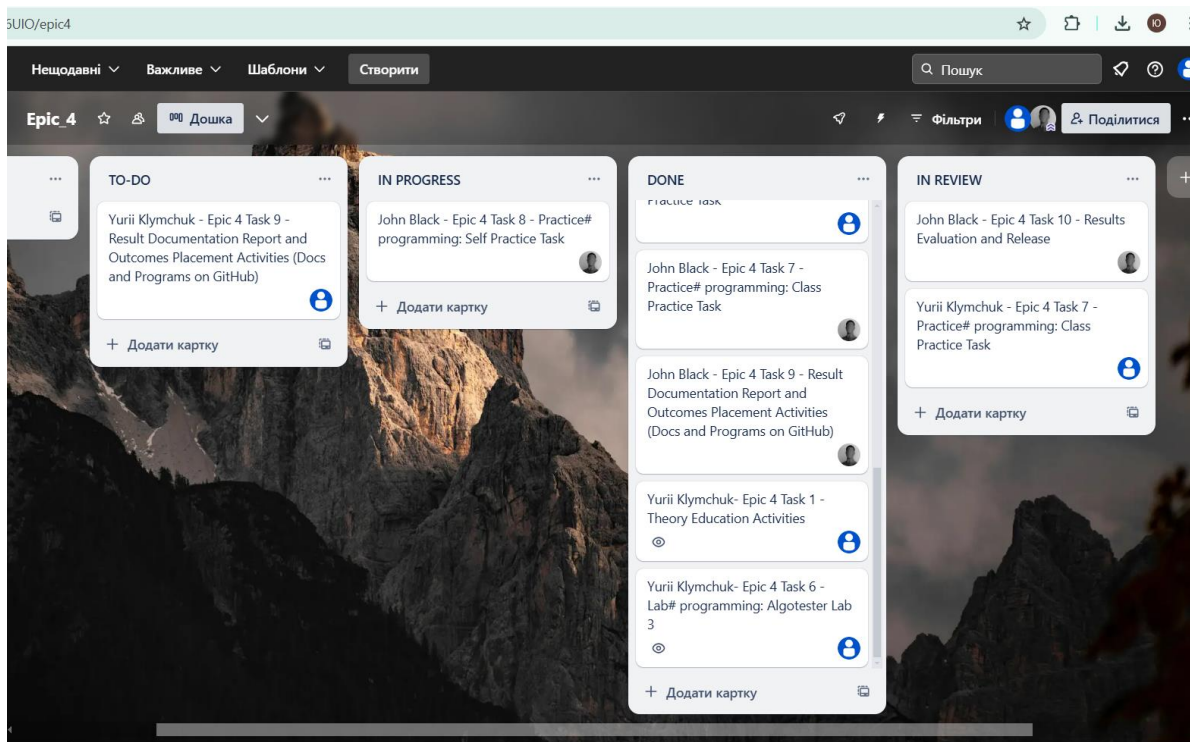 5UIO/epic4
Ю
Нещодавні
Важливе
Шаблони
Створити
Пошук
Epic_4
Дошка
Фільтри
Поділитися
TO-DO
Yurii Klymchuk - Epic 4 Task 9 -
Result Documentation Report and
Outcomes Placement Activities (Docs
and Programs on GitHub)
+ Додати картку
IN PROGRESS
John Black - Epic 4 Task 8 - Practice#
programming: Self Practice Task
+ Додати картку
DONE
Practice Task
John Black - Epic 4 Task 7 -
Practice# programming: Class
Practice Task
John Black - Epic 4 Task 9 - Result
Documentation Report and
Outcomes Placement Activities
(Docs and Programs on GitHub)
Yurii Klymchuk- Epic 4 Task 1 -
Theory Education Activities
Yurii Klymchuk- Epic 4 Task 6 -
Lab# programming: Algotester Lab
3
+ Додати картку
IN REVIEW
John Black - Epic 4 Task 10 - Results
Evaluation and Release
Yurii Klymchuk - Epic 4 Task 7 -
Practice# programming: Class
Practice Task
+ Додати картку